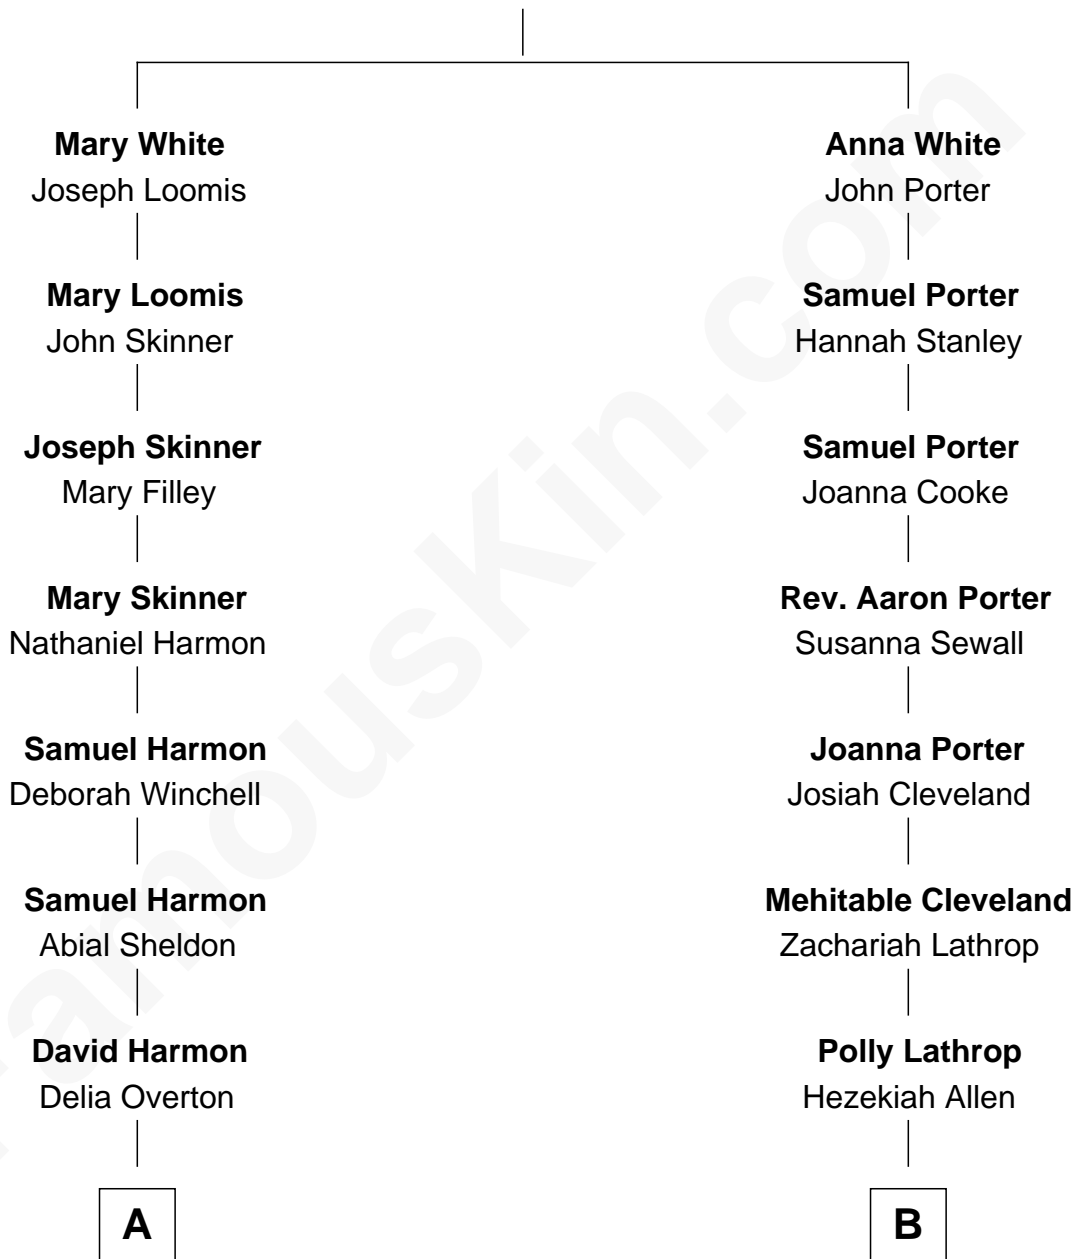 Mary White
Joseph Loomis
Mary Loomis
John Skinner
Joseph Skinner
Mary Filley
Mary Skinner
Nathaniel Harmon
Samuel Harmon
Deborah Winchell
Samuel Harmon
Abial Sheldon
David Harmon
Delia Overton
A
Anna White
John Porter
Samuel Porter
Hannah Stanley
Samuel Porter
Joanna Cooke
Rev. Aaron Porter
Susanna Sewall
Joanna Porter
Josiah Cleveland
Mehitable Cleveland
Zachariah Lathrop
Polly Lathrop
Hezekiah Allen
B
FamousKin.com